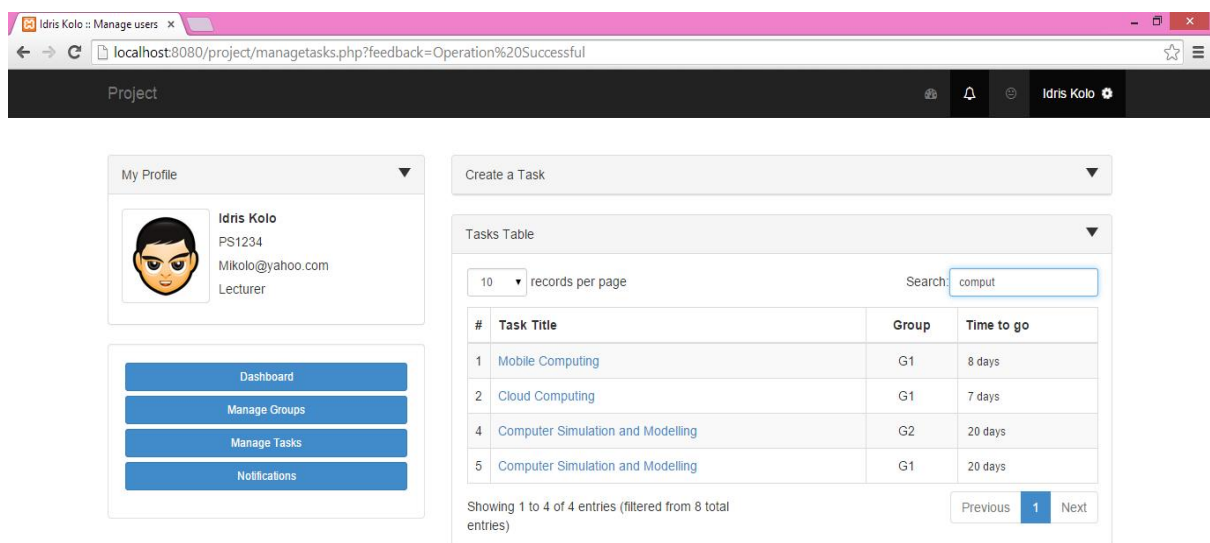 Idris Kolo :: Manage users ×
localhost:8080/project/managetasks.php?feedback=Operation%20Successful
Project
Idris Kolo
My Profile
Idris Kolo
PS1234
Mikolo@yahoo.com
Lecturer
Dashboard
Manage Groups
Manage Tasks
Notifications
Create a Task
Tasks Table
10 records per page Search: comput
# Task Title Group Time to go
1 Mobile Computing G1 8 days
2 Cloud Computing G1 7 days
4 Computer Simulation and Modelling G2 20 days
5 Computer Simulation and Modelling G1 20 days
Showing 1 to 4 of 4 entries (filtered from 8 total
entries)
Previous 1 Next